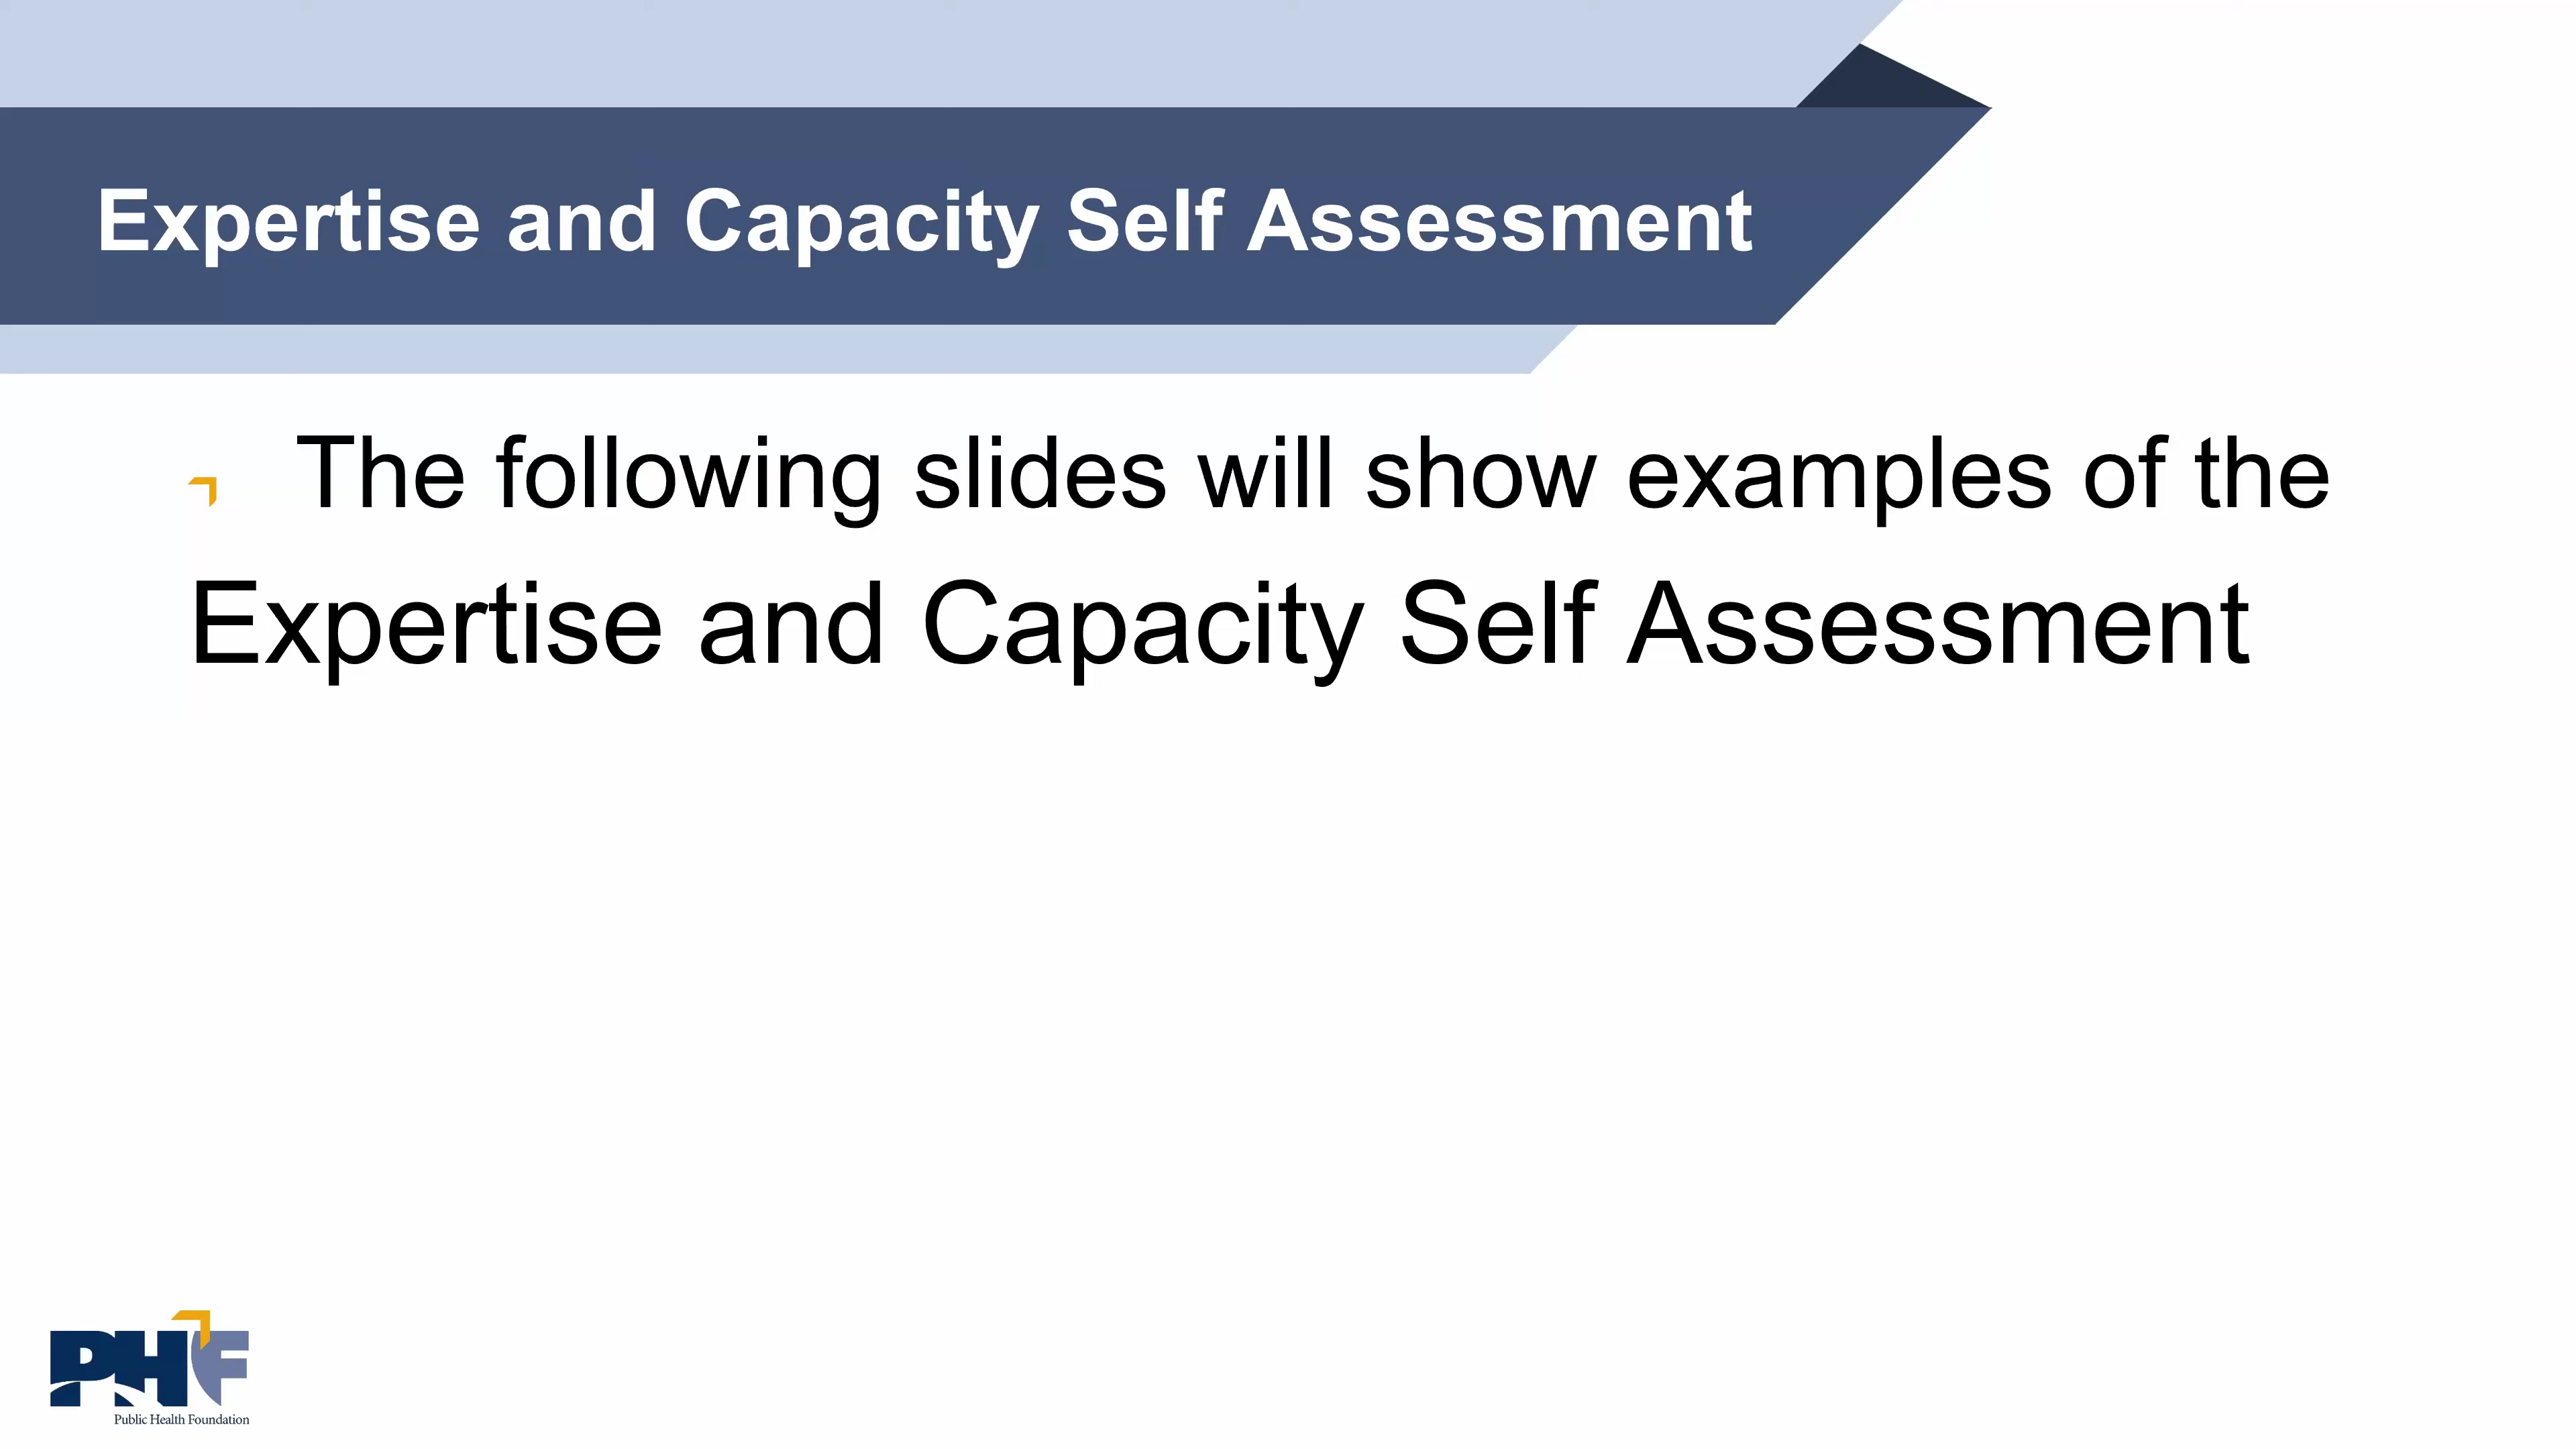 Expertise and Capacity Self Assessment
The following slides will show examples of the
Expertise and Capacity Self Assessment
PHF
Public Health Foundation